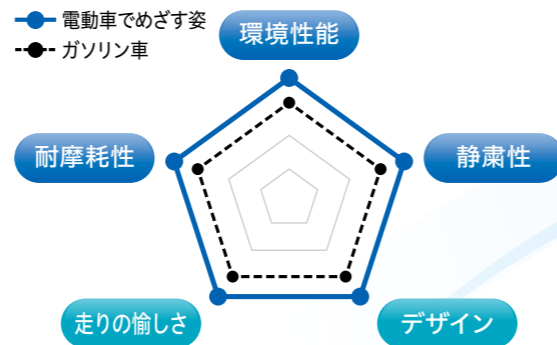 電動車でめざす姿
ガソリン車
環境性能
耐摩耗性
静粛性
走りの愉しさ
デザイン